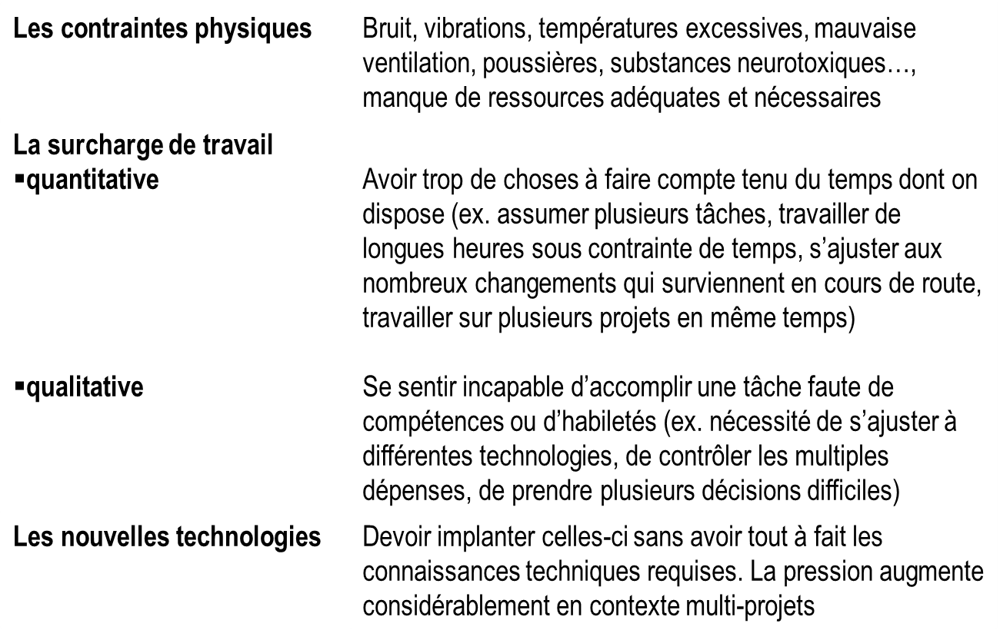 Les contraintes physiques Bruit, vibrations, températures excessives, mauvaise
ventilation, poussières, substances neurotoxiques…,
manque de ressources adéquates et nécessaires
La surcharge de travail
▪quantitative Avoir trop de choses à faire compte tenu du temps dont on
dispose (ex. assumer plusieurs tâches, travailler de
longues heures sous contrainte de temps, s’ajuster aux
nombreux changements qui surviennent en cours de route,
travailler sur plusieurs projets en même temps)
▪qualitative Se sentir incapable d’accomplir une tâche faute de
compétences ou d’habiletés (ex. nécessité de s’ajuster à
différentes technologies, de contrôler les multiples
dépenses, de prendre plusieurs décisions difficiles)
Les nouvelles technologies Devoir implanter celles-ci sans avoir tout à fait les
connaissances techniques requises. La pression augmente
considérablement en contexte multi-projets